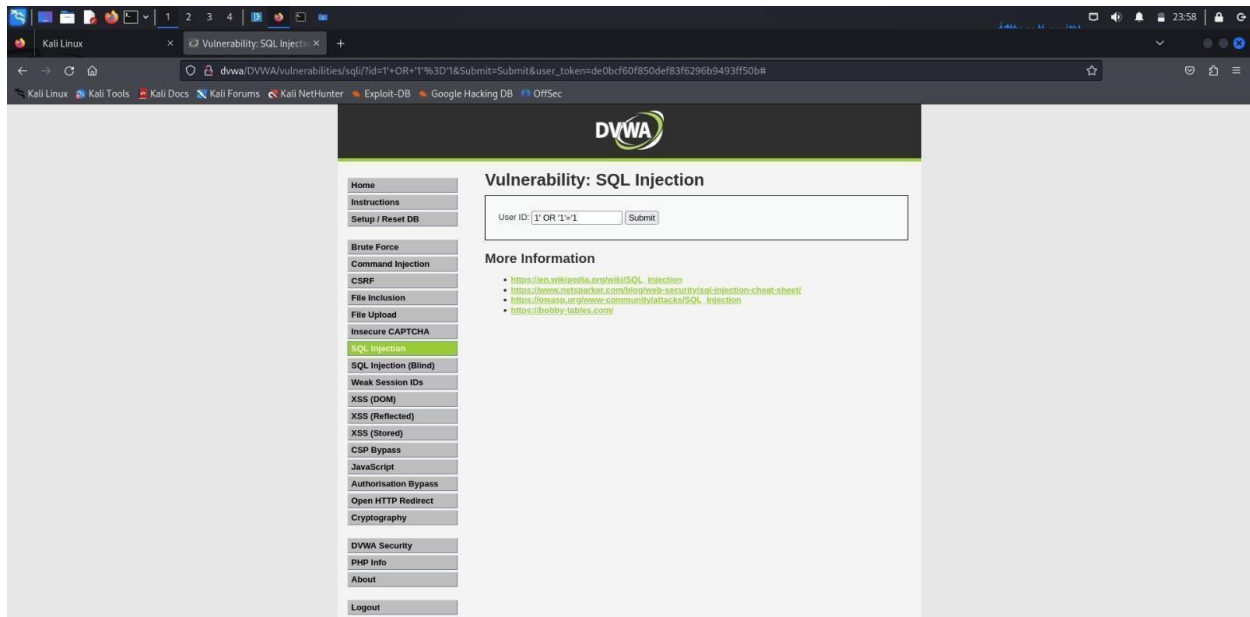 1 2 3 4
23:58
Kali Linux
Vulnerability: SQL Injectio
dvwa/DVWA/vulnerabilities/sqli/?id=1'+OR+'1'%3D'1&Submit=Submit&user_token=de0bcf60f850def83f6296b9493ff50b#
Kali Linux Kali Tools Kali Docs Kali Forums Kali NetHunter Exploit-DB Google Hacking DB OffSec
DVWA
Home
Instructions
Setup / Reset DB
Brute Force
Command Injection
CSRF
File Inclusion
File Upload
Insecure CAPTCHA
SQL Injection
SQL Injection (Blind)
Weak Session IDs
XSS (DOM)
XSS (Reflected)
XSS (Stored)
CSP Bypass
JavaScript
Authorisation Bypass
Open HTTP Redirect
Cryptography
DVWA Security
PHP Info
About
Logout
Vulnerability: SQL Injection
User ID: 1' OR '1'='1 Submit
More Information
https://en.wikipedia.org/wiki/SQL_injection
https://www.netsparker.com/blog/web-security/sql-injection-cheat-sheet/
https://owasp.org/www-community/attacks/SQL_Injection
https://bobby-tables.com/